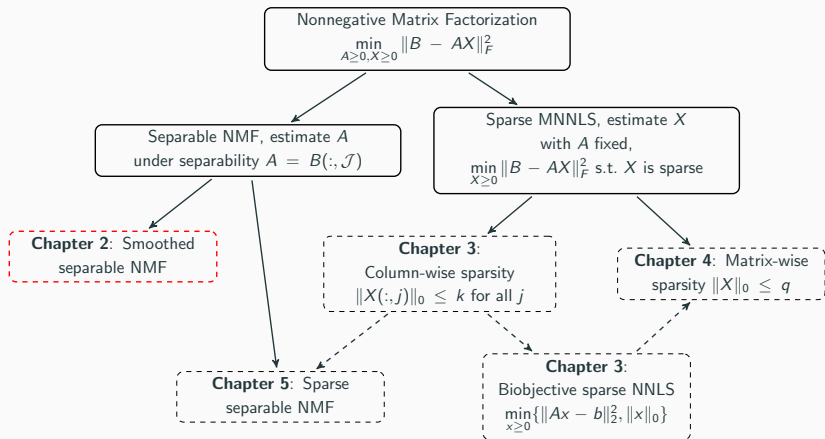 Nonnegative Matrix Factorization
min_{A≥0,X≥0} ‖B − AX‖²_F
Separable NMF, estimate A
under separability A = B(:, 𝒥)
Sparse MNNLS, estimate X
with A fixed,
min_{X≥0} ‖B − AX‖²_F s.t. X is sparse
Chapter 2: Smoothed
separable NMF
Chapter 3:
Column-wise sparsity
‖X(:, j)‖₀ ≤ k for all j
Chapter 4: Matrix-wise
sparsity ‖X‖₀ ≤ q
Chapter 5: Sparse
separable NMF
Chapter 3:
Biobjective sparse NNLS
min_{x≥0} {‖Ax − b‖²₂, ‖x‖₀}